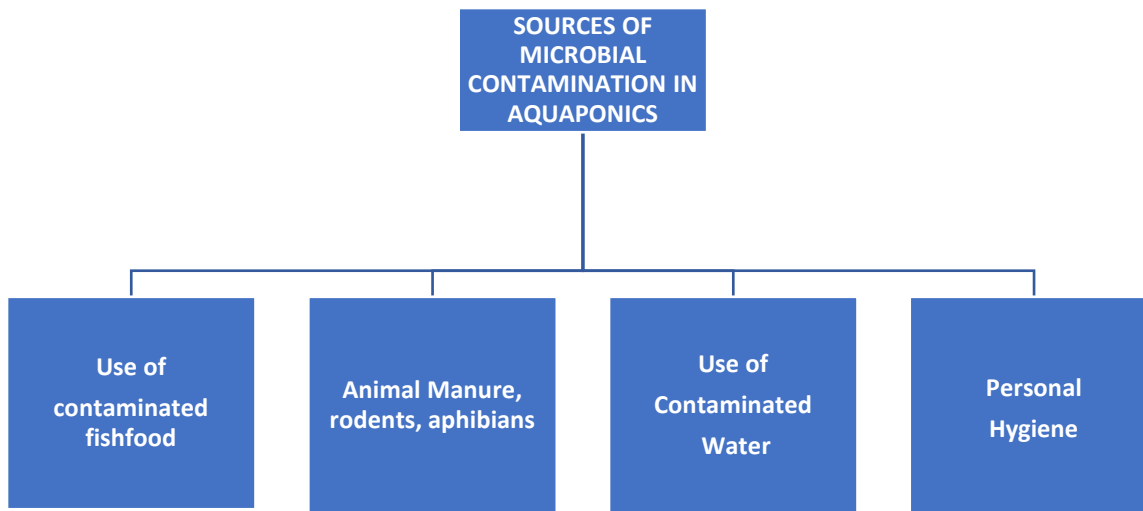 SOURCES OF
MICROBIAL
CONTAMINATION IN
AQUAPONICS
Use of
contaminated
fishfood
Animal Manure,
rodents, aphibians
Use of
Contaminated
Water
Personal
Hygiene